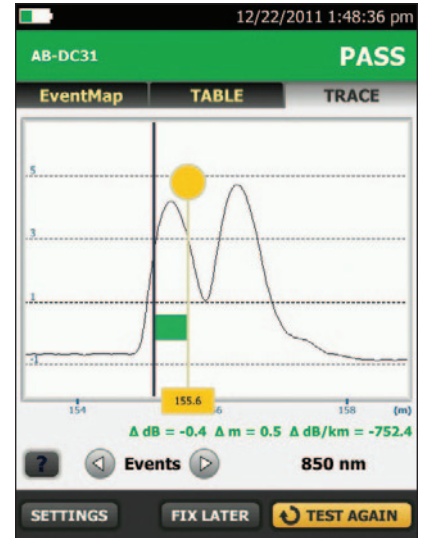 12/22/2011 1:48:36 pm
AB-DC31 PASS
EventMap TABLE TRACE
5
3
1
-1
155.6
154 6 158 (m)
Δ dB = -0.4 Δ m = 0.5 Δ dB/km = -752.4
? Events 850 nm
SETTINGS FIX LATER TEST AGAIN